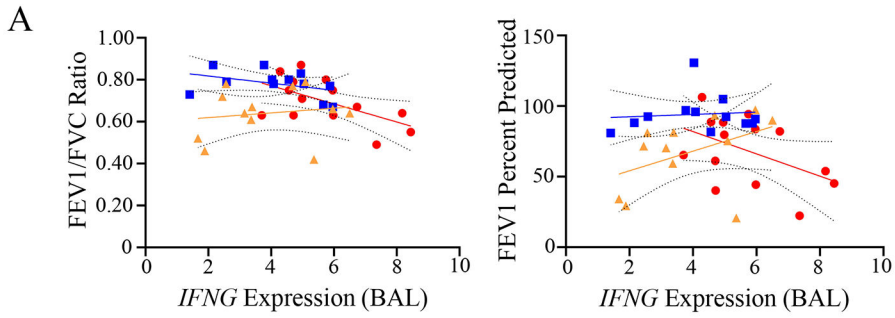 A
FEV1/FVC Ratio
1.00
0.80
0.60
0.40
0.20
0
0 2 4 6 8 10
IFNG Expression (BAL)
FEV1 Percent Predicted
150
100
50
0
0 2 4 6 8 10
IFNG Expression (BAL)